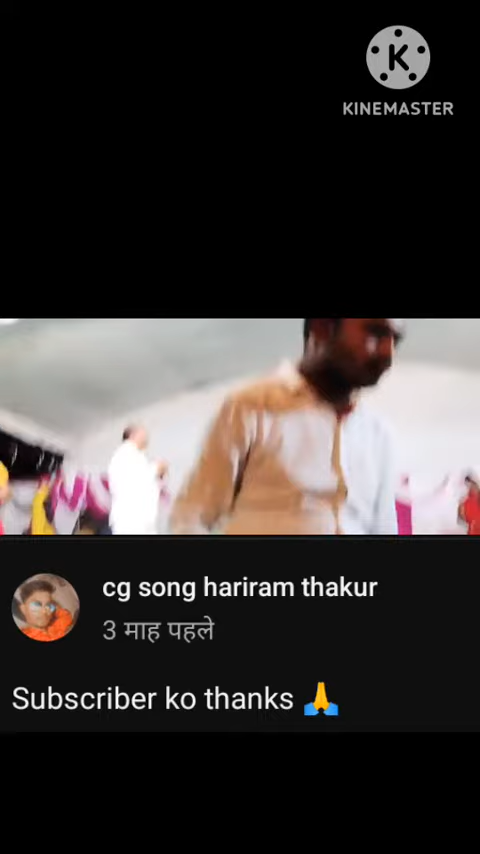 KINEMASTER
cg song hariram thakur
3 माह पहले
Subscriber ko thanks 🙏